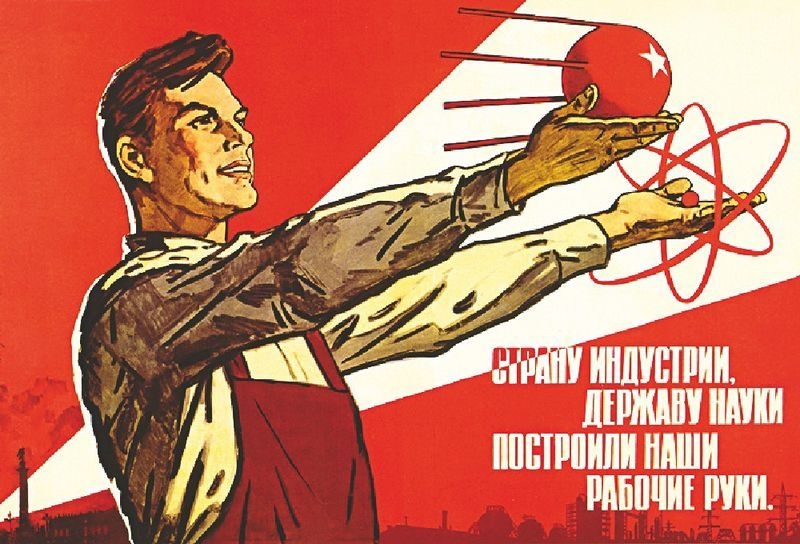 СТРАНУ ИНДУСТРИИ,
ДЕРЖАВУ НАУКИ
ПОСТРОИЛИ НАШИ
РАБОЧИЕ РУКИ.